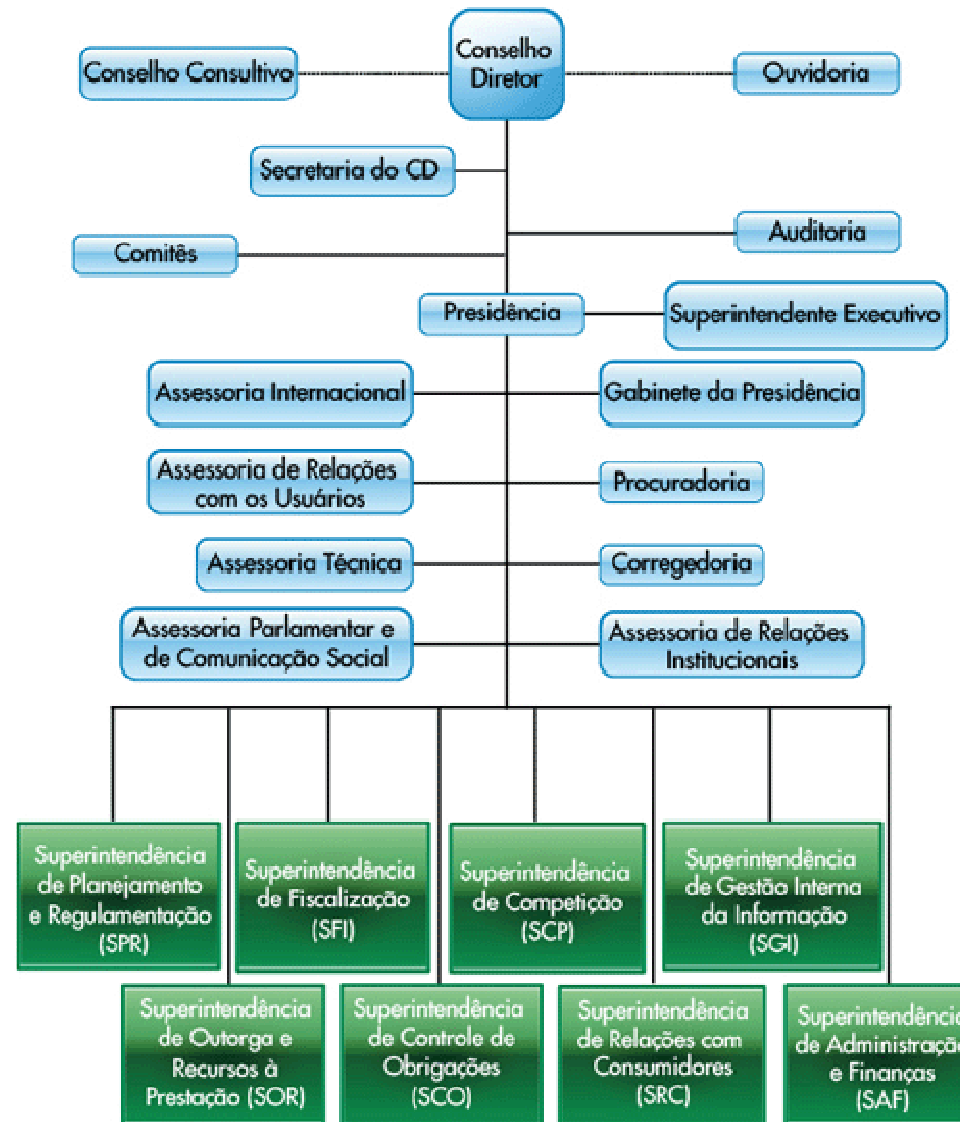 Conselho
Diretor
Conselho Consultivo
Ouvidoria
Secretaria do CD
Auditoria
Comitês
Presidência
Superintendente Executivo
Assessoria Internacional
Gabinete da Presidência
Assessoria de Relações
com os Usuários
Procuradoria
Assessoria Técnica
Corregedoria
Assessoria Parlamentar e
de Comunicação Social
Assessoria de Relações
Institucionais
Superintendência
de Planejamento
e Regulamentação
(SPR)
Superintendência
de Fiscalização
(SFI)
Superintendência
de Competição
(SCP)
Superintendência
de Gestão Interna
da Informação
(SGI)
Superintendência
de Outorga e
Recursos à
Prestação (SOR)
Superintendência
de Controle de
Obrigações
(SCO)
Superintendência
de Relações com
Consumidores
(SRC)
Superintendência
de Administração
e Finanças
(SAF)